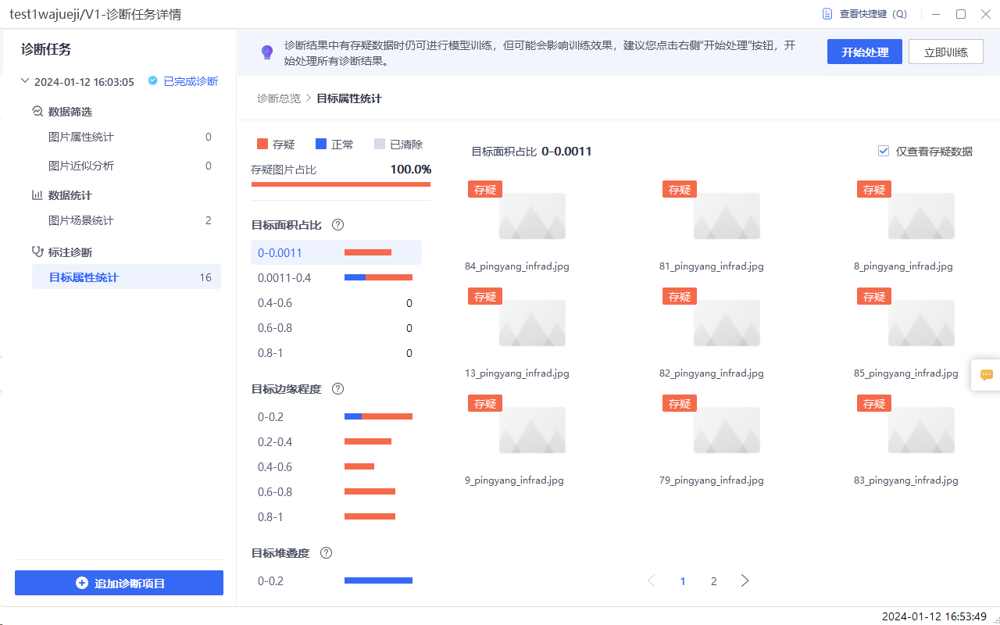 test1wajueji/V1-诊断任务详情
查看快捷键（Q）
诊断任务
2024-01-12 16:03:05 已完成诊断
数据筛选
图片属性统计 0
图片近似分析 0
数据统计
图片场景统计 2
标注诊断
目标属性统计 16
追加诊断项目
诊断结果中有存疑数据时仍可进行模型训练，但可能会影响训练效果，建议您点击右侧“开始处理”按钮，开
始处理所有诊断结果。
开始处理
立即训练
诊断总览 > 目标属性统计
存疑 正常 已清除
存疑图片占比 100.0%
目标面积占比 ?
0-0.0011
0.0011-0.4
0.4-0.6 0
0.6-0.8 0
0.8-1 0
目标边缘程度 ?
0-0.2
0.2-0.4
0.4-0.6
0.6-0.8
0.8-1
目标堆叠度 ?
0-0.2
目标面积占比 0-0.0011
仅查看存疑数据
存疑 存疑 存疑
84_pingyang_infrad.jpg 81_pingyang_infrad.jpg 8_pingyang_infrad.jpg
存疑 存疑 存疑
13_pingyang_infrad.jpg 82_pingyang_infrad.jpg 85_pingyang_infrad.jpg
存疑 存疑 存疑
9_pingyang_infrad.jpg 79_pingyang_infrad.jpg 83_pingyang_infrad.jpg
1 2
2024-01-12 16:53:49